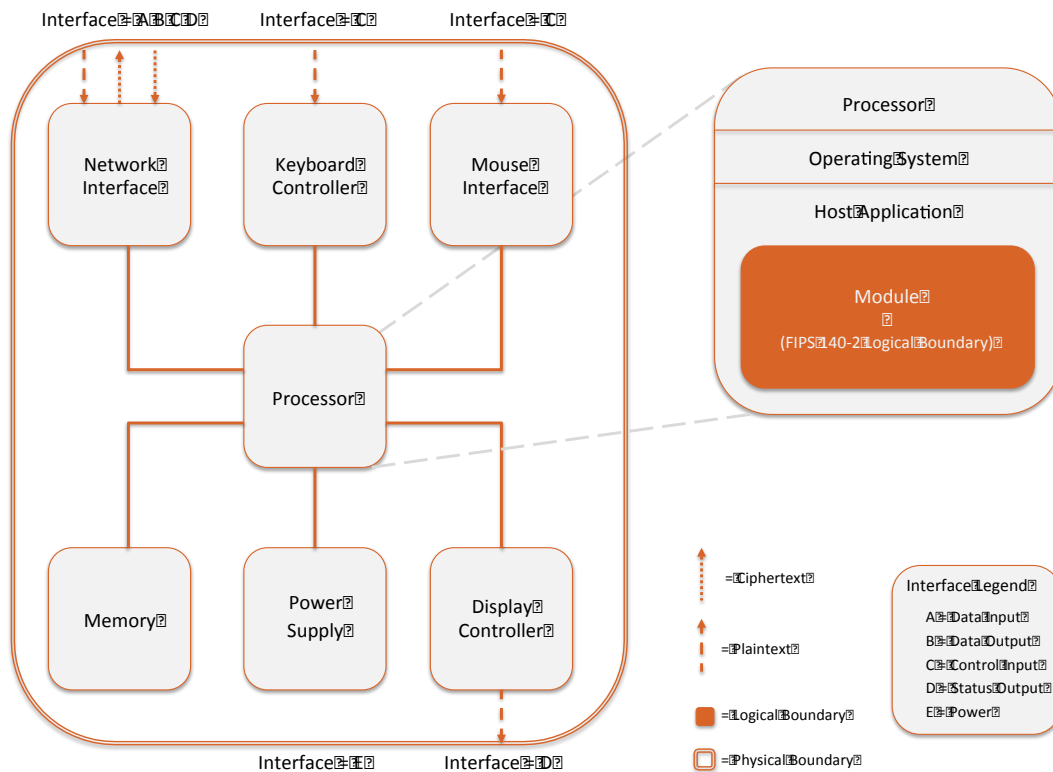 Interface = A B C D
Interface = C
Interface = C
Network
Interface
Keyboard
Controller
Mouse
Interface
Processor
Memory
Power
Supply
Display
Controller
Interface = E
Interface = D
Processor
Operating System
Host Application
Module
(FIPS 140-2 Logical Boundary)
= Ciphertext
= Plaintext
= Logical Boundary
= Physical Boundary
Interface Legend
A = Data Input
B = Data Output
C = Control Input
D = Status Output
E = Power